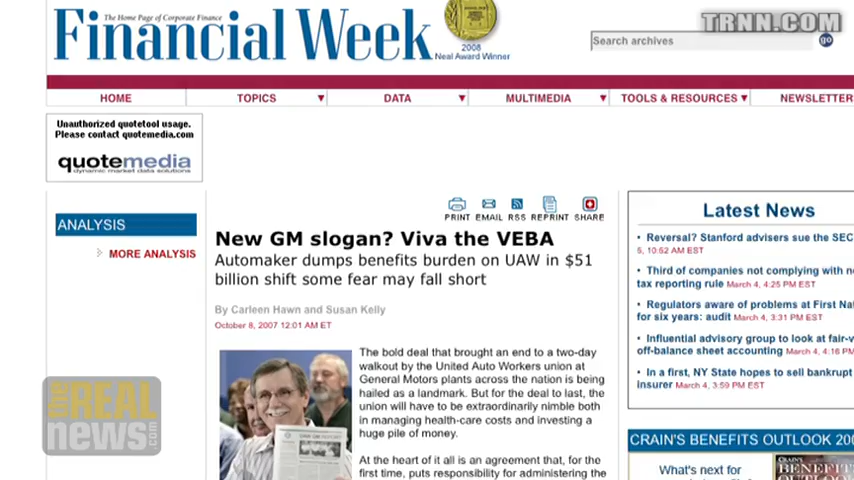 The Home Page of Corporate Finance
Financial Week
2008
Neal Award Winner
TRNN.COM
Search archives
go
HOME
TOPICS
DATA
MULTIMEDIA
TOOLS & RESOURCES
NEWSLETTER
Unauthorized quotetool usage.
Please contact quotemedia.com
quotemedia
dynamic market data solutions
ANALYSIS
MORE ANALYSIS
PRINT EMAIL RSS REPRINT SHARE
New GM slogan? Viva the VEBA
Automaker dumps benefits burden on UAW in $51
billion shift some fear may fall short
By Carleen Hawn and Susan Kelly
October 8, 2007 12:01 AM ET
The bold deal that brought an end to a two-day
walkout by the United Auto Workers union at
General Motors plants across the nation is being
hailed as a landmark. But for the deal to last, the
union will have to be extraordinarily nimble both
in managing health-care costs and investing a
huge pile of money.
At the heart of it all is an agreement that, for the
first time, puts responsibility for administering the
Latest News
• Reversal? Stanford advisers sue the SEC
5, 10:52 AM EST
• Third of companies not complying with
tax reporting rule March 4, 4:25 PM EST
• Regulators aware of problems at First
for six years: audit March 4, 3:31 PM EST
• Influential advisory group to look at
off-balance sheet accounting March 4, 4:16
• In a first, NY State hopes to sell bankrupt
insurer March 4, 3:59 PM EST
CRAIN'S BENEFITS OUTLOOK
What's next for
CRAIN'S
BENEFITS
the REAL
news.com